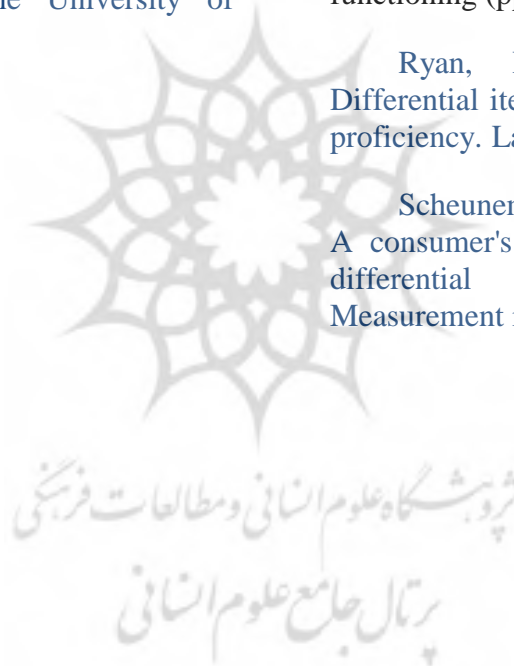 he University of
functioning (p
Ryan,
Differential ite
proficiency. La
Scheuner
A consumer's
differential
Measurement
پژوهشگاه علوم انسانی و مطالعات فرهنگی
پرتال جامع علوم انسانی